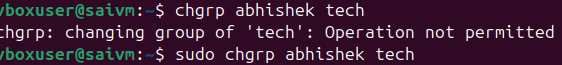 vboxuser@saivm:~$ chgrp abhishek tech
chgrp: changing group of 'tech': Operation not permitted
vboxuser@saivm:~$ sudo chgrp abhishek tech